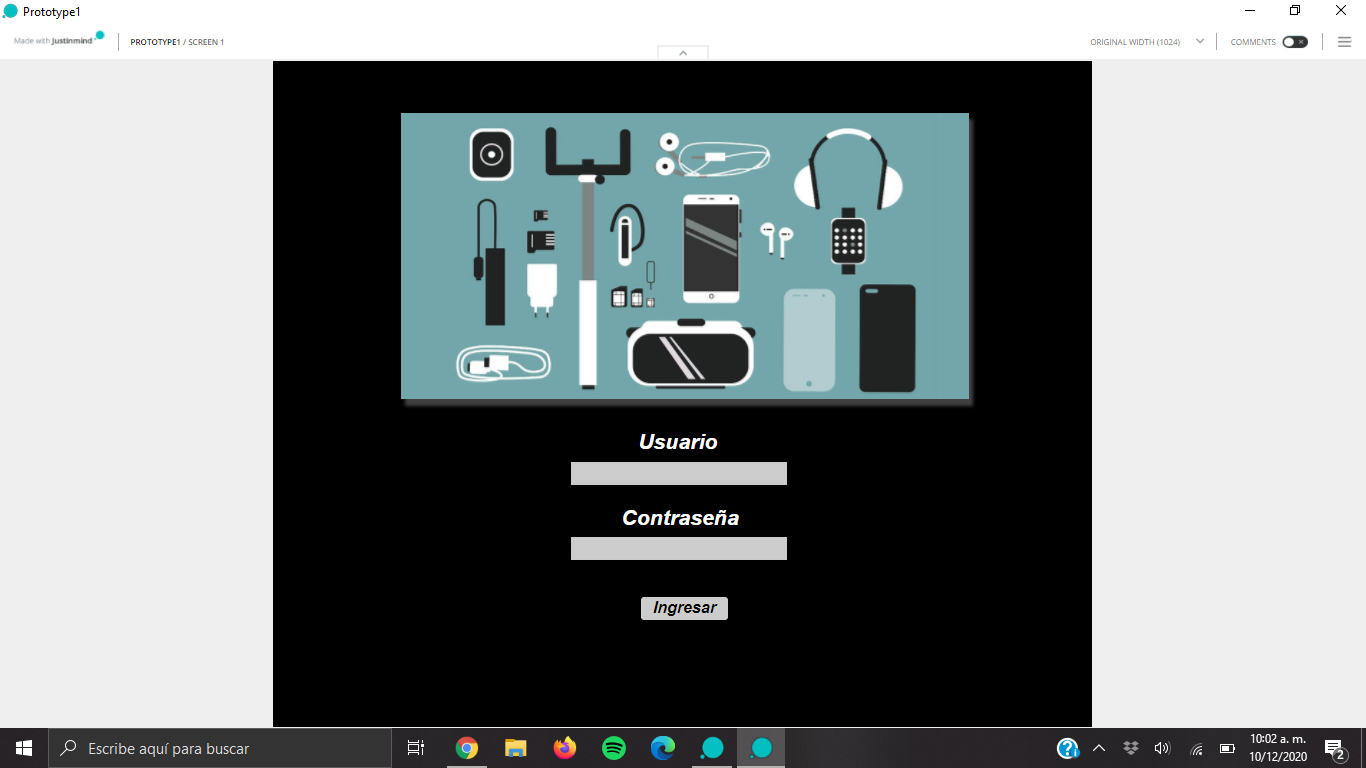 Prototype1
Made with Justinmind
PROTOTYPE1 / SCREEN 1
ORIGINAL WIDTH (1024)
COMMENTS
Usuario
Contraseña
Ingresar
Escribe aquí para buscar
10:02 a. m.
10/12/2020
2